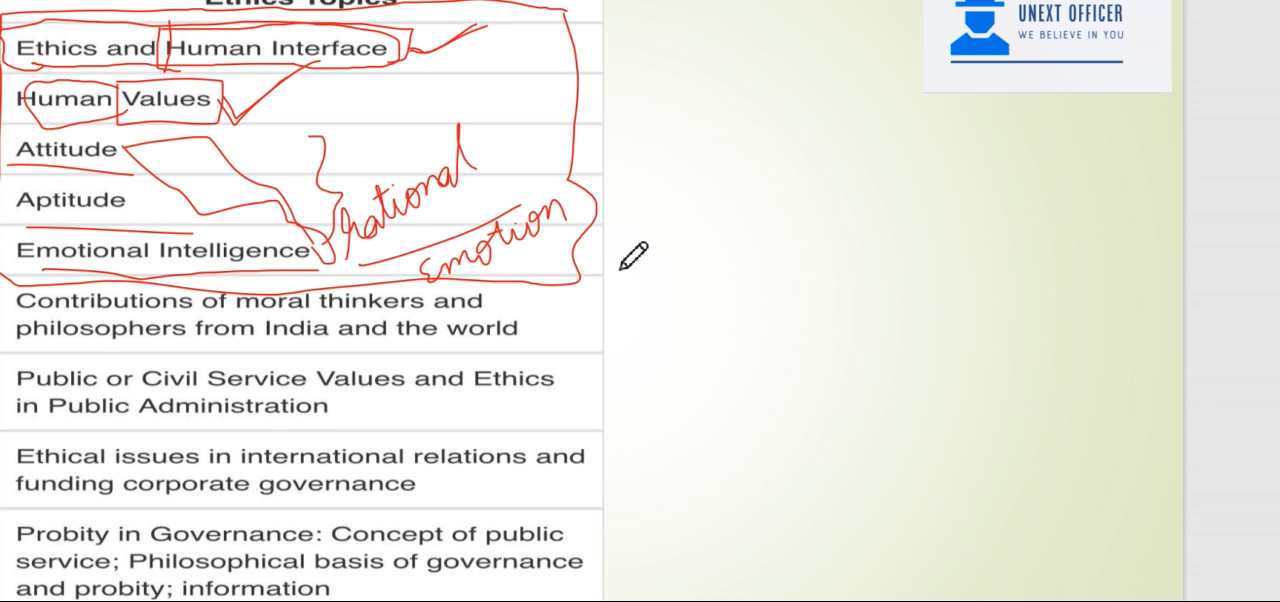 Ethics Topics
UNEXT OFFICER
WE BELIEVE IN YOU
Ethics and Human Interface
Human Values
Attitude
Aptitude
Emotional Intelligence
rational
Emotion
Contributions of moral thinkers and
philosophers from India and the world
Public or Civil Service Values and Ethics
in Public Administration
Ethical issues in international relations and
funding corporate governance
Probity in Governance: Concept of public
service; Philosophical basis of governance
and probity; information